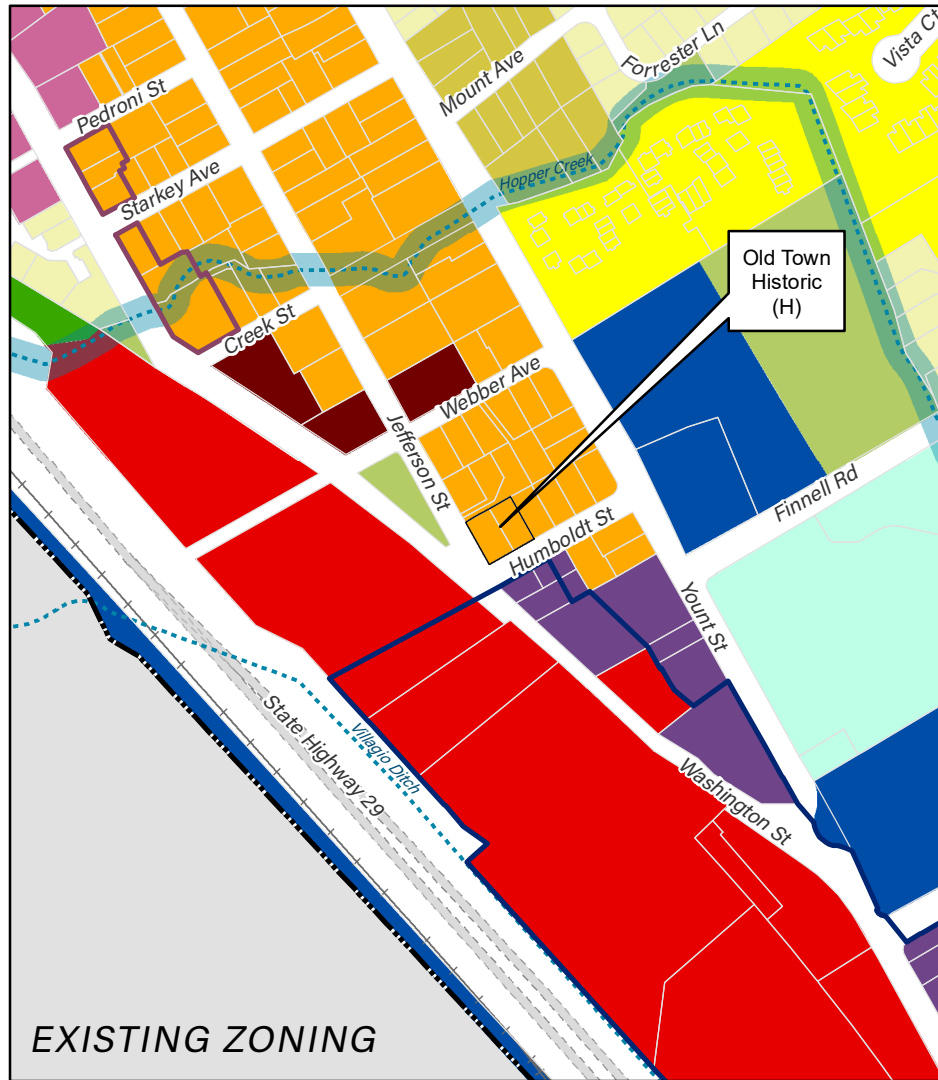 Vista Ct
Forrester Ln
Mount Ave
Pedroni St
Hopper Creek
Starkey Ave
Old Town
Historic
(H)
Creek St
Webber Ave
Jefferson St
Finnell Rd
Humboldt St
Yount St
State Highway 29
Villagio Ditch
Washington St
EXISTING ZONING